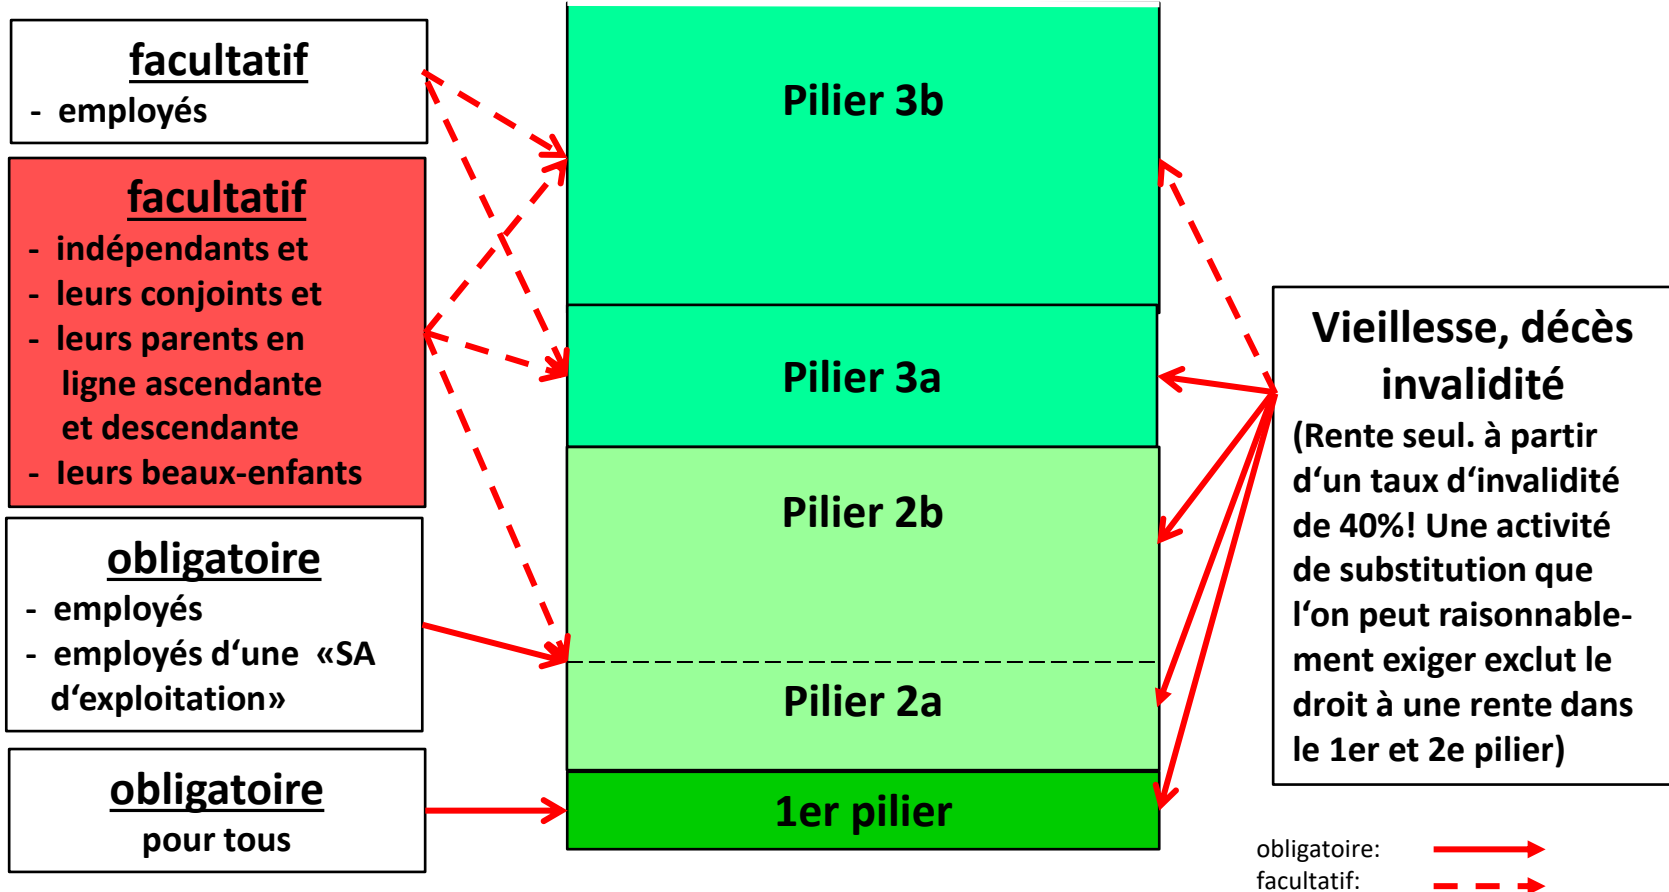 facultatif
- employés
facultatif
- indépendants et
- leurs conjoints et
- leurs parents en
ligne ascendante
et descendante
- leurs beaux-enfants
obligatoire
- employés
- employés d‘une «SA
d‘exploitation»
obligatoire
pour tous
Pilier 3b
Pilier 3a
Pilier 2b
Pilier 2a
1er pilier
Vieillesse, décès
invalidité
(Rente seul. à partir
d‘un taux d‘invalidité
de 40%! Une activité
de substitution que
l‘on peut raisonnable-
ment exiger exclut le
droit à une rente dans
le 1er et 2e pilier)
obligatoire:
facultatif: